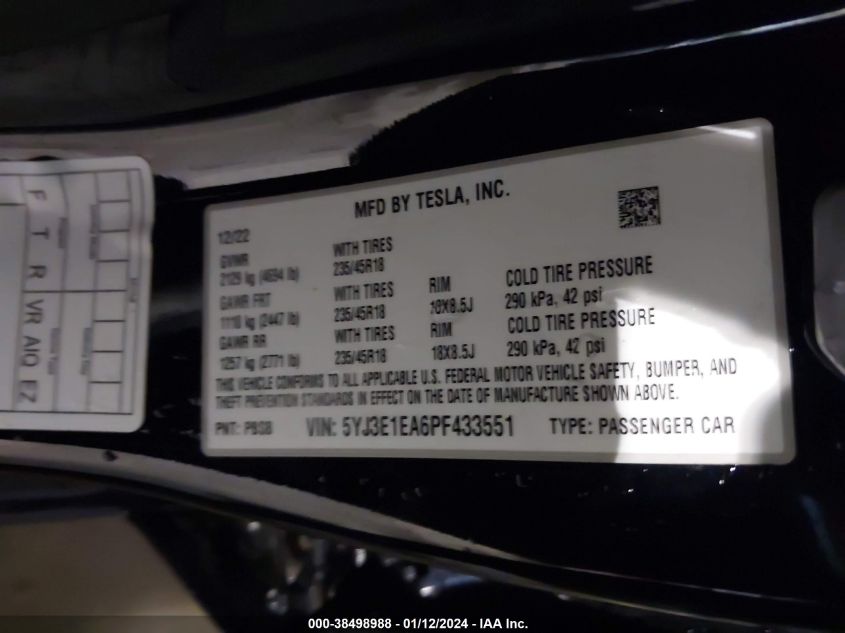 MFD BY TESLA, INC.
12/22
GVWR
2129 kg (4694 lb)
WITH TIRES
235/45R18
GAWR FRT
1110 kg (2447 lb)
WITH TIRES
235/45R18
RIM
18X8.5J
COLD TIRE PRESSURE
290 kPa, 42 psi
GAWR RR
1257 kg (2771 lb)
WITH TIRES
235/45R18
RIM
18X8.5J
COLD TIRE PRESSURE
290 kPa, 42 psi
THIS VEHICLE CONFORMS TO ALL APPLICABLE U.S. FEDERAL MOTOR VEHICLE SAFETY, BUMPER, AND
THEFT PREVENTION STANDARDS IN EFFECT ON THE DATE OF MANUFACTURE SHOWN ABOVE.
PNT: PBSB VIN: 5YJ3E1EA6PF433551 TYPE: PASSENGER CAR
F T R VR AIQ EZ
000-38498988 - 01/12/2024 - IAA Inc.